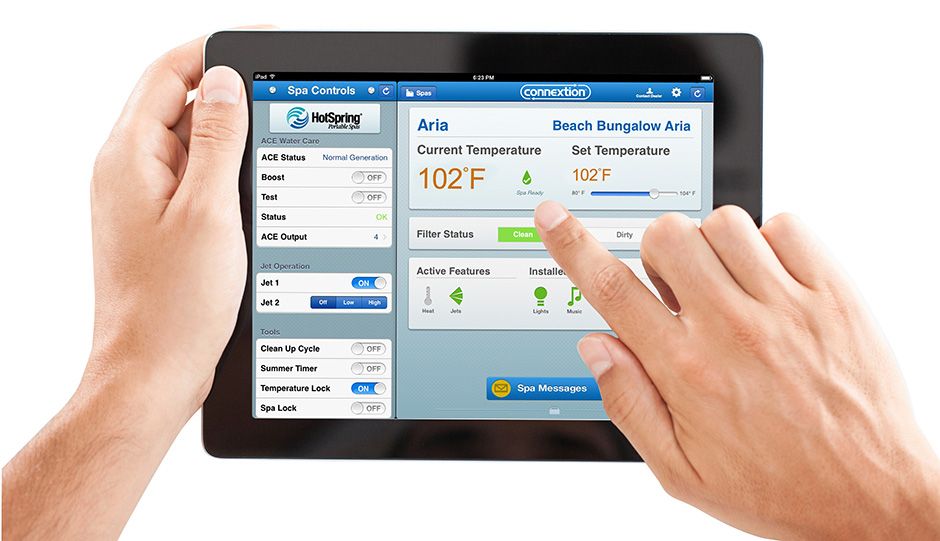 iPad
6:23 PM
Spa Controls
Spas
connextion
Contact Dealer
HotSpring®
Portable Spas
ACE Water Care
ACE Status Normal Generation
Boost OFF
Test OFF
Status OK
ACE Output 4
Jet Operation
Jet 1 ON
Jet 2 Off Low High
Tools
Clean Up Cycle OFF
Summer Timer OFF
Temperature Lock ON
Spa Lock OFF
Aria Beach Bungalow Aria
Current Temperature Set Temperature
102°F 102°F
Spa Ready
80° F 104° F
Filter Status Clean Dirty
Active Features Installed
Heat Jets Lights Music
Spa Messages